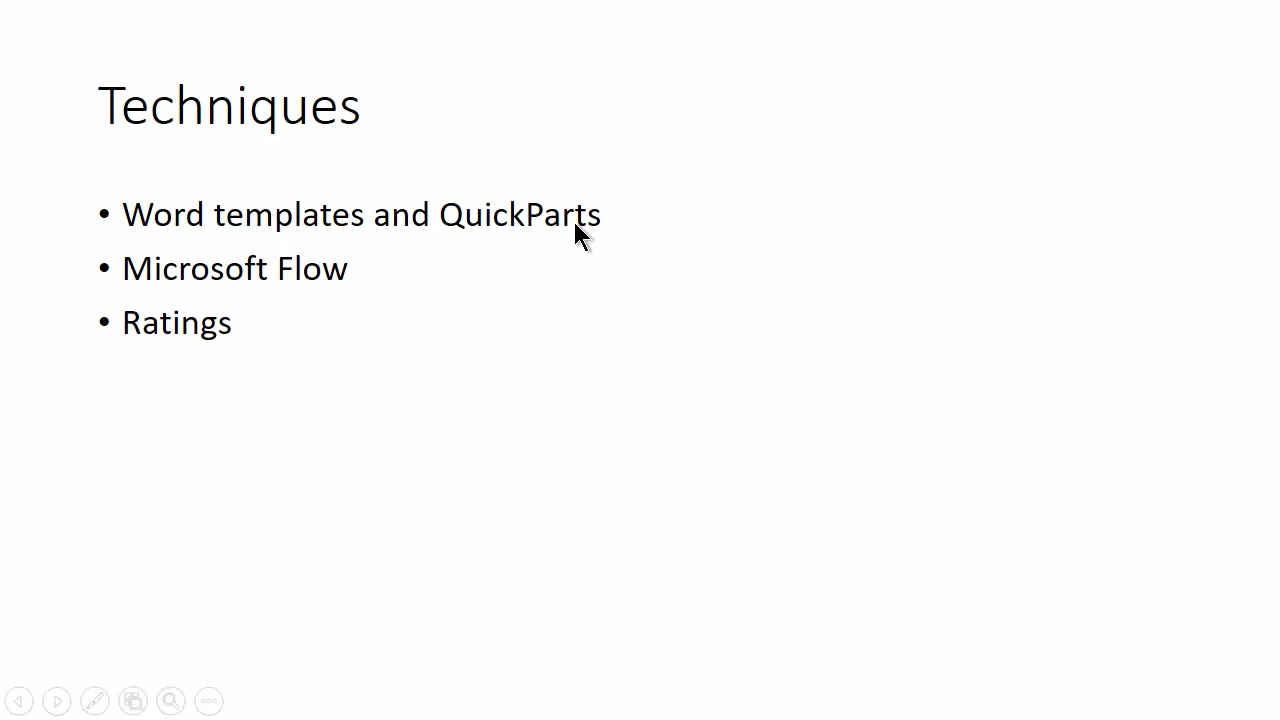 Techniques
• Word templates and QuickParts
• Microsoft Flow
• Ratings